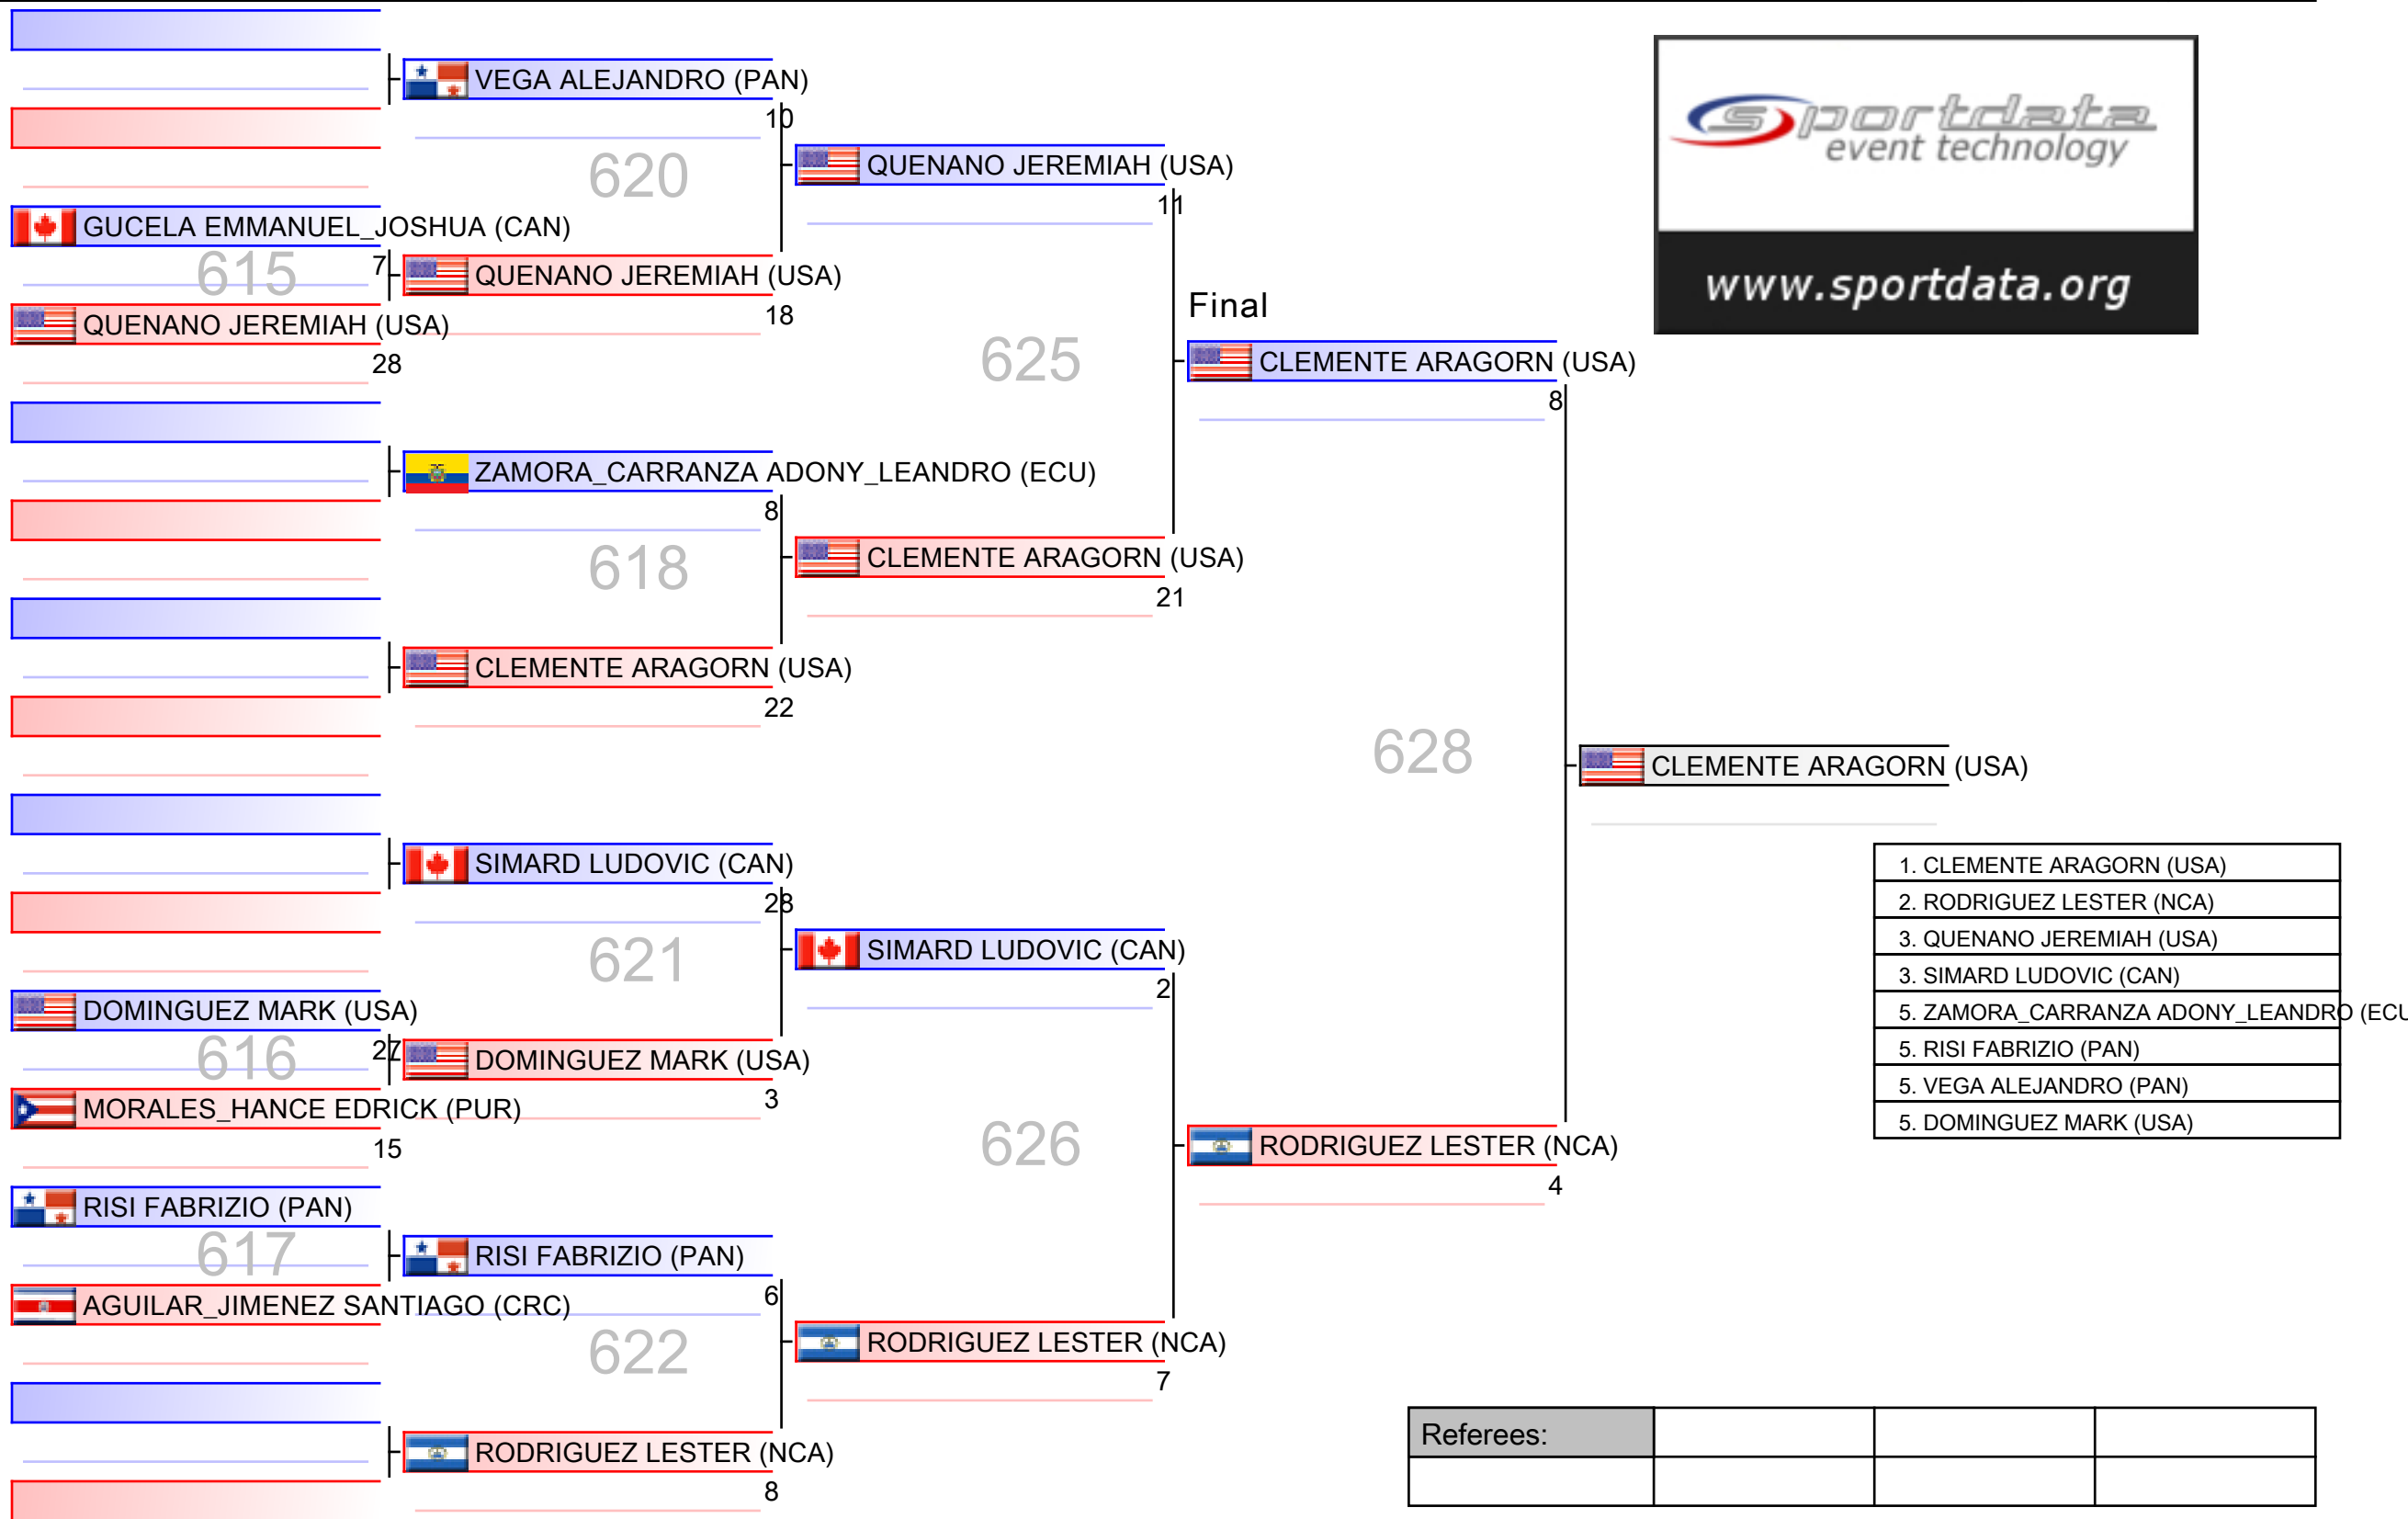 VEGA ALEJANDRO (PAN)
10
620
QUENANO JEREMIAH (USA)
11
GUCELA EMMANUEL_JOSHUA (CAN)
615
7
QUENANO JEREMIAH (USA)
18
QUENANO JEREMIAH (USA)
28
625
Final
CLEMENTE ARAGORN (USA)
8
ZAMORA_CARRANZA ADONY_LEANDRO (ECU)
8
618
CLEMENTE ARAGORN (USA)
21
CLEMENTE ARAGORN (USA)
22
628
CLEMENTE ARAGORN (USA)
SIMARD LUDOVIC (CAN)
28
621
SIMARD LUDOVIC (CAN)
2
DOMINGUEZ MARK (USA)
616
27
DOMINGUEZ MARK (USA)
3
MORALES_HANCE EDRICK (PUR)
15
626
RODRIGUEZ LESTER (NCA)
4
RISI FABRIZIO (PAN)
617
RISI FABRIZIO (PAN)
6
AGUILAR_JIMENEZ SANTIAGO (CRC)
622
RODRIGUEZ LESTER (NCA)
7
RODRIGUEZ LESTER (NCA)
8
sportdata
event technology
www.sportdata.org
1. CLEMENTE ARAGORN (USA)
2. RODRIGUEZ LESTER (NCA)
3. QUENANO JEREMIAH (USA)
3. SIMARD LUDOVIC (CAN)
5. ZAMORA_CARRANZA ADONY_LEANDRO (ECU
5. RISI FABRIZIO (PAN)
5. VEGA ALEJANDRO (PAN)
5. DOMINGUEZ MARK (USA)
Referees: